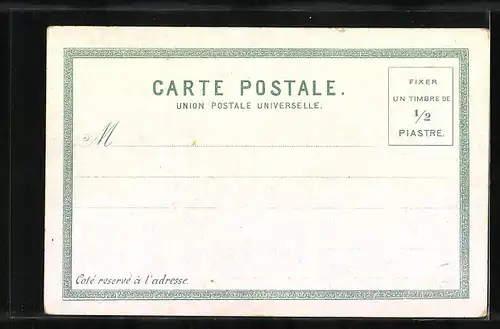 CARTE POSTALE.
UNION POSTALE UNIVERSELLE.
FIXER
UN TIMBRE DE
1/2
PIASTRE.
M
Coté reservé à l'adresse